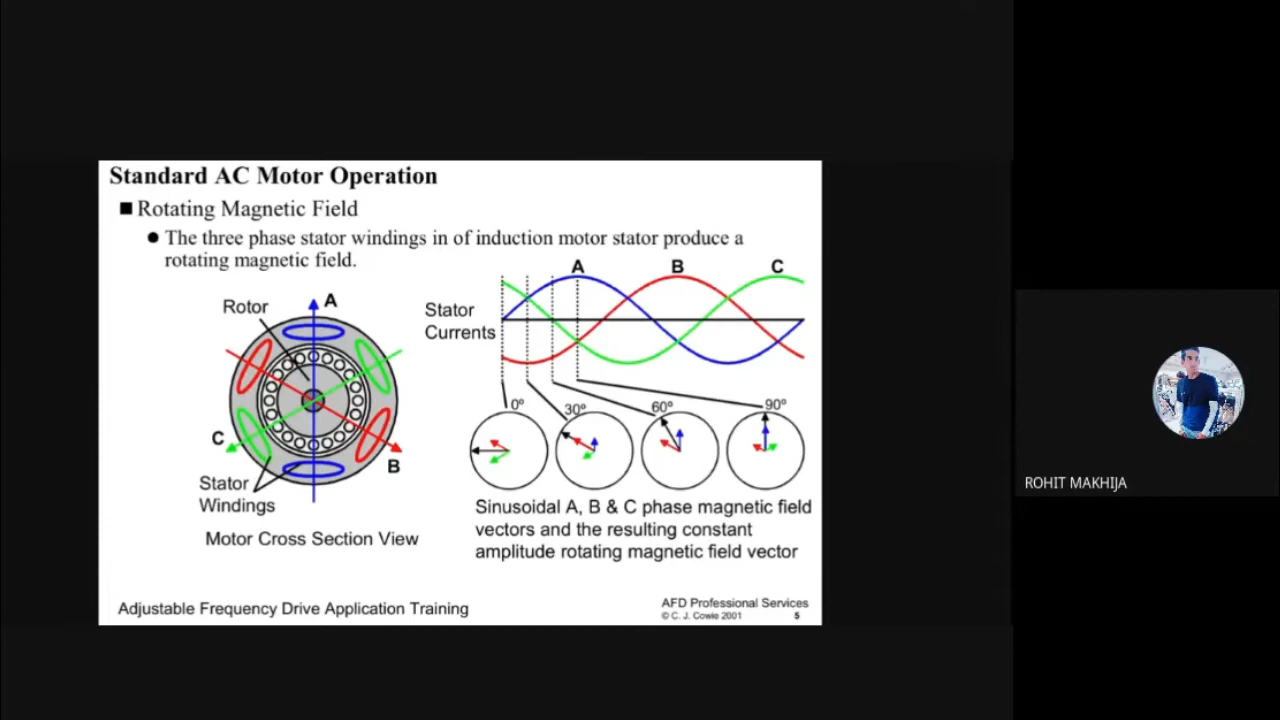 Standard AC Motor Operation
■ Rotating Magnetic Field
● The three phase stator windings in of induction motor stator produce a
rotating magnetic field.
Rotor
A
C
B
Stator
Windings
Motor Cross Section View
A B C
Stator
Currents
0º 30º 60º 90º
Sinusoidal A, B & C phase magnetic field
vectors and the resulting constant
amplitude rotating magnetic field vector
Adjustable Frequency Drive Application Training
AFD Professional Services
© C. J. Cowie 2001 5
ROHIT MAKHIJA